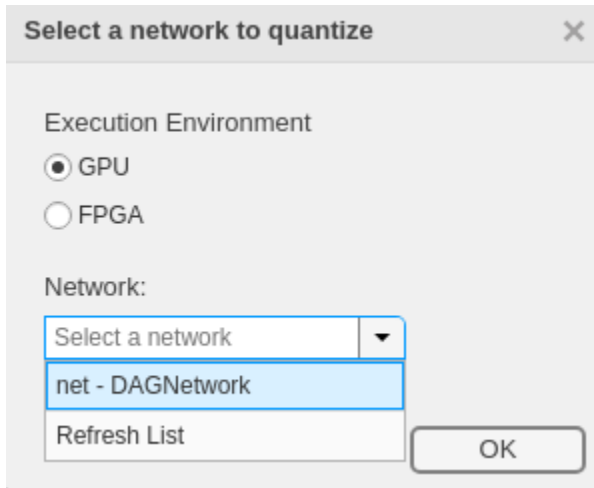 Select a network to quantize
Execution Environment
GPU
FPGA
Network:
Select a network
net - DAGNetwork
Refresh List
OK